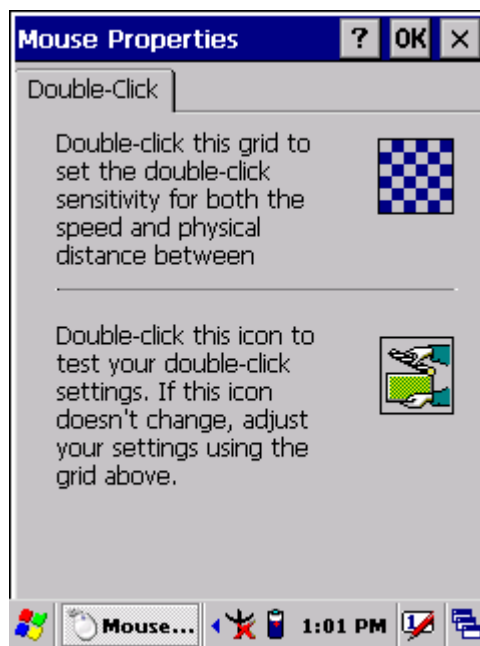 Mouse Properties ? OK ×
Double-Click
Double-click this grid to
set the double-click
sensitivity for both the
speed and physical
distance between
Double-click this icon to
test your double-click
settings. If this icon
doesn't change, adjust
your settings using the
grid above.
Mouse... 1:01 PM